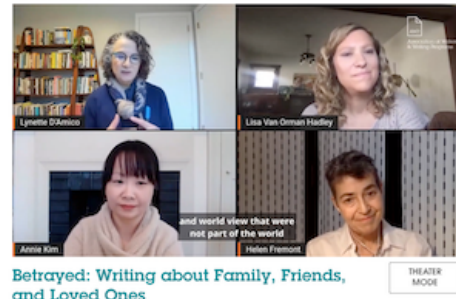 Lynette D'Amico
Lisa Van Orman Hadley
Annie Kim
and world view that were
not part of the world
Helen Fremont
Betrayed: Writing about Family, Friends,
and Loved Ones
THEATER
MODE